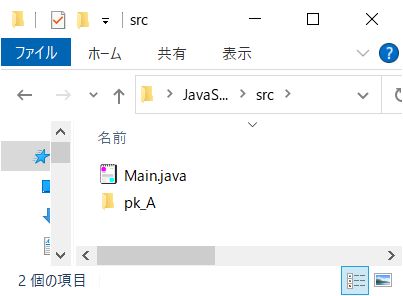 src
ファイル ホーム 共有 表示
JavaS... src
名前
Main.java
pk_A
2 個の項目